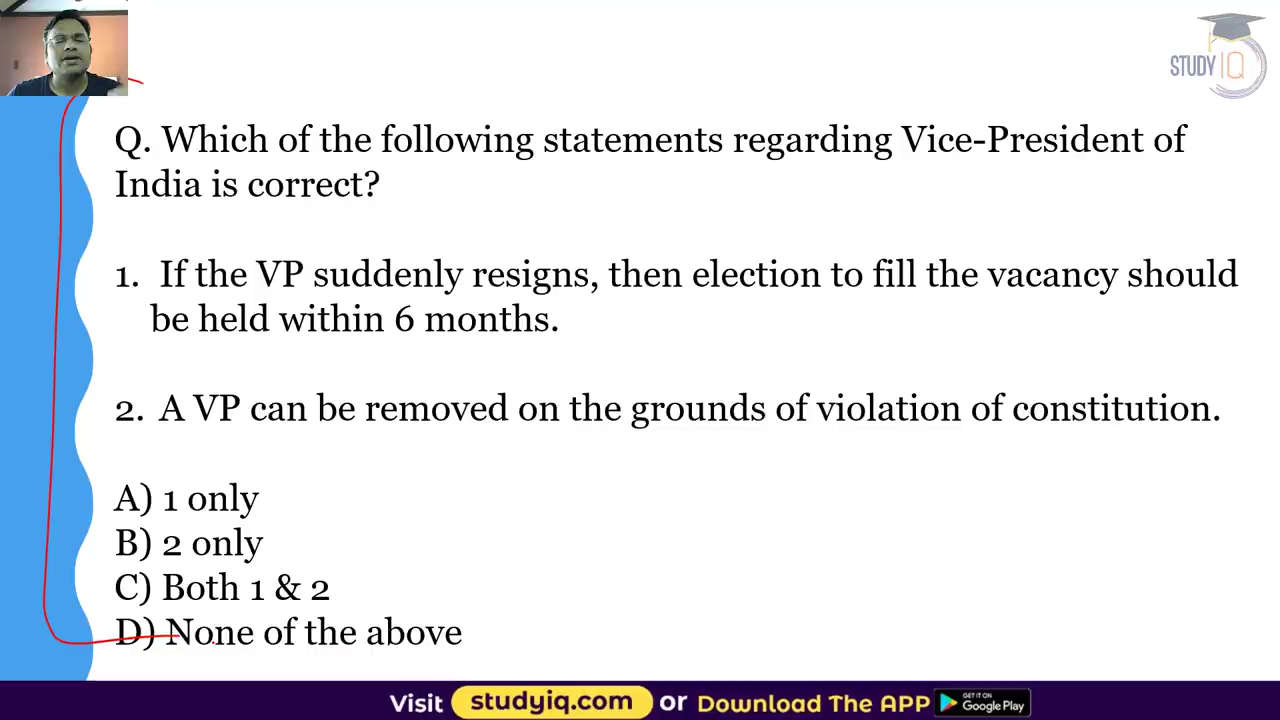 STUDY IQ
Q. Which of the following statements regarding Vice-President of
India is correct?
1. If the VP suddenly resigns, then election to fill the vacancy should
be held within 6 months.
2. A VP can be removed on the grounds of violation of constitution.
A) 1 only
B) 2 only
C) Both 1 & 2
D) None of the above
Visit studyiq.com or Download The APP GET IT ON Google Play